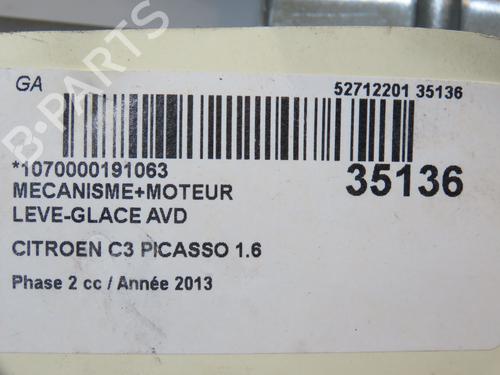 GA
52712201 35136
*1070000191063
35136
MECANISME+MOTEUR
LEVE-GLACE AVD
CITROEN C3 PICASSO 1.6
Phase 2 cc / Année 2013
B-PARTS